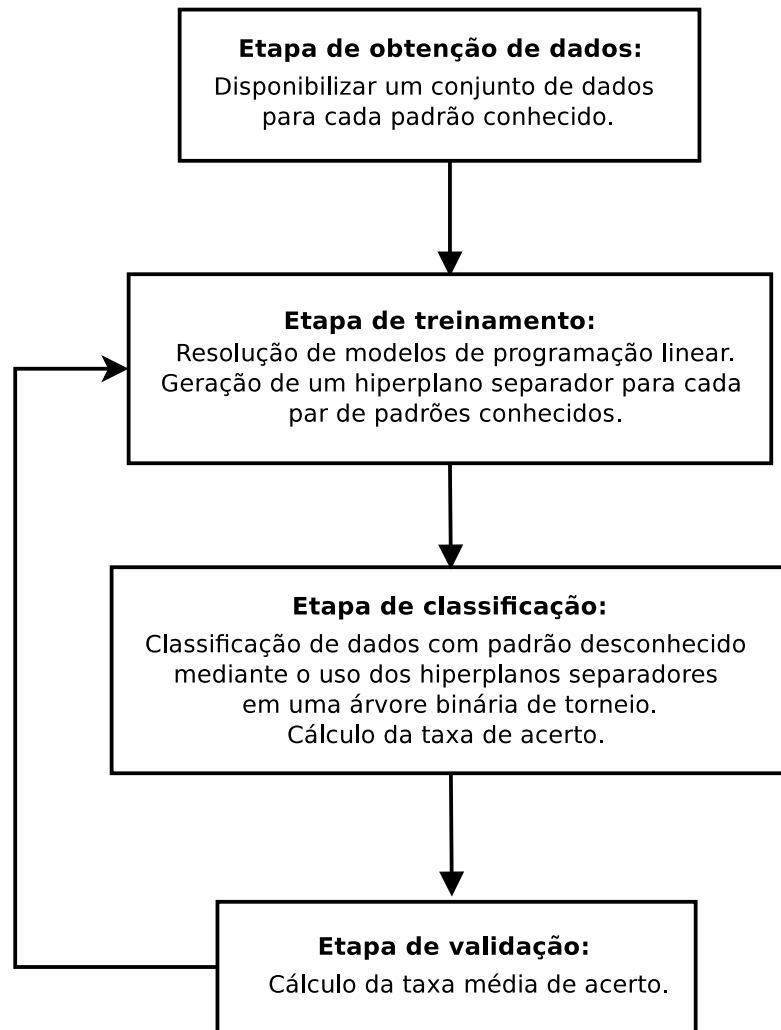 Etapa de obtenção de dados:
Disponibilizar um conjunto de dados
para cada padrão conhecido.
Etapa de treinamento:
Resolução de modelos de programação linear.
Geração de um hiperplano separador para cada
par de padrões conhecidos.
Etapa de classificação:
Classificação de dados com padrão desconhecido
mediante o uso dos hiperplanos separadores
em uma árvore binária de torneio.
Cálculo da taxa de acerto.
Etapa de validação:
Cálculo da taxa média de acerto.